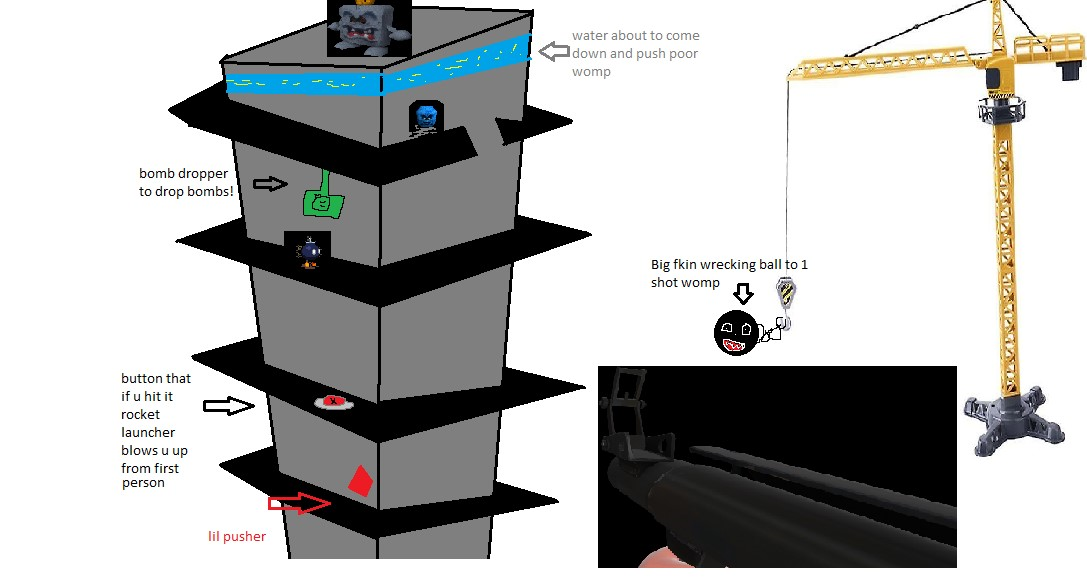 water about to come
down and push poor
womp
bomb dropper
to drop bombs!
Big fkin wrecking ball to 1
shot womp
button that
if u hit it
rocket
launcher
blows u up
from first
person
lil pusher